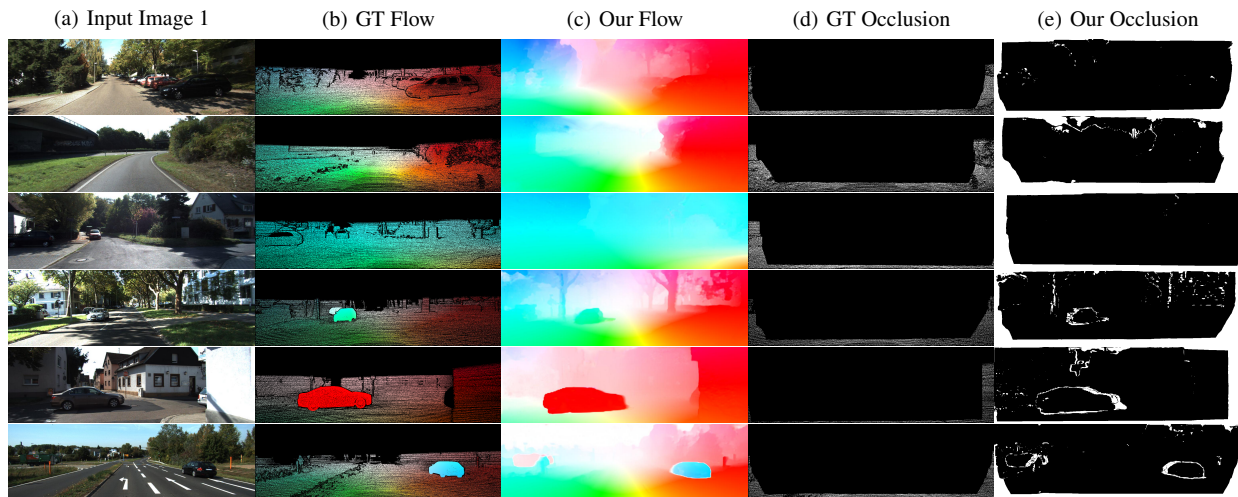 (a) Input Image 1
(b) GT Flow
(c) Our Flow
(d) GT Occlusion
(e) Our Occlusion